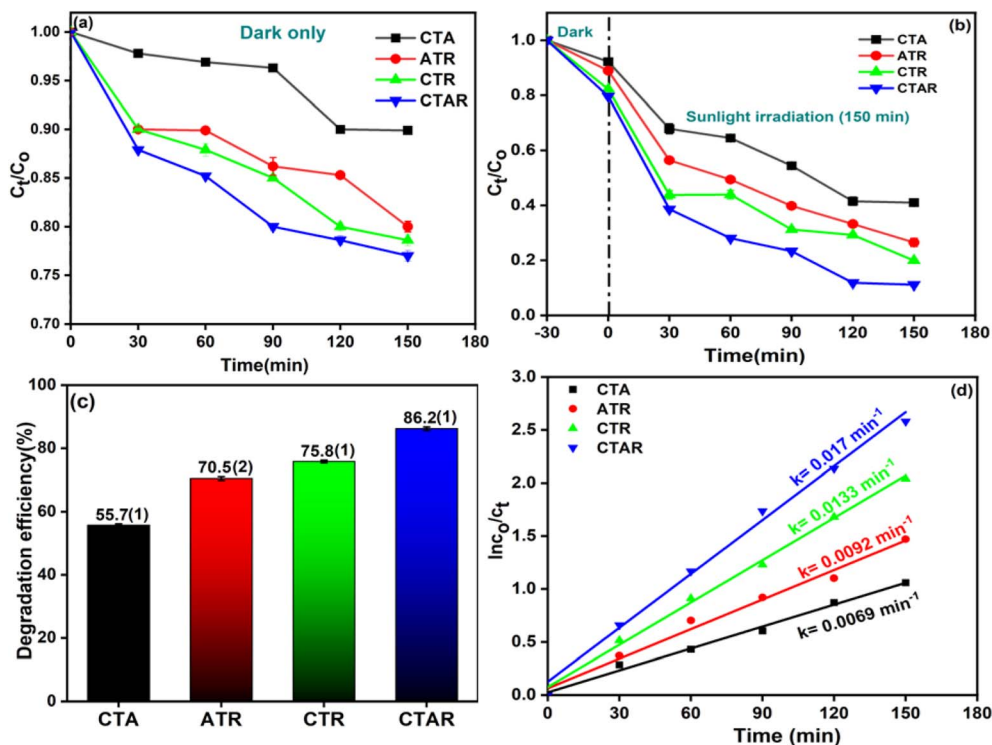 (a)
Dark only
CTA
ATR
CTR
CTAR
1.00
0.95
0.90
0.85
0.80
0.75
0.70
Ct/Co
0 30 60 90 120 150 180
Time(min)
(b)
Dark
CTA
ATR
CTR
CTAR
Sunlight irradiation (150 min)
1.0
0.8
0.6
0.4
0.2
0.0
Ct/Co
-30 0 30 60 90 120 150 180
Time(min)
(c)
100
80
60
40
20
0
Degradation efficiency(%)
55.7(1)
70.5(2)
75.8(1)
86.2(1)
CTA ATR CTR CTAR
(d)
CTA
ATR
CTR
CTAR
3.0
2.5
2.0
1.5
1.0
0.5
0.0
lnco/ct
k= 0.017 min-1
k= 0.0133 min-1
k= 0.0092 min-1
k= 0.0069 min-1
0 30 60 90 120 150 180
Time (min)